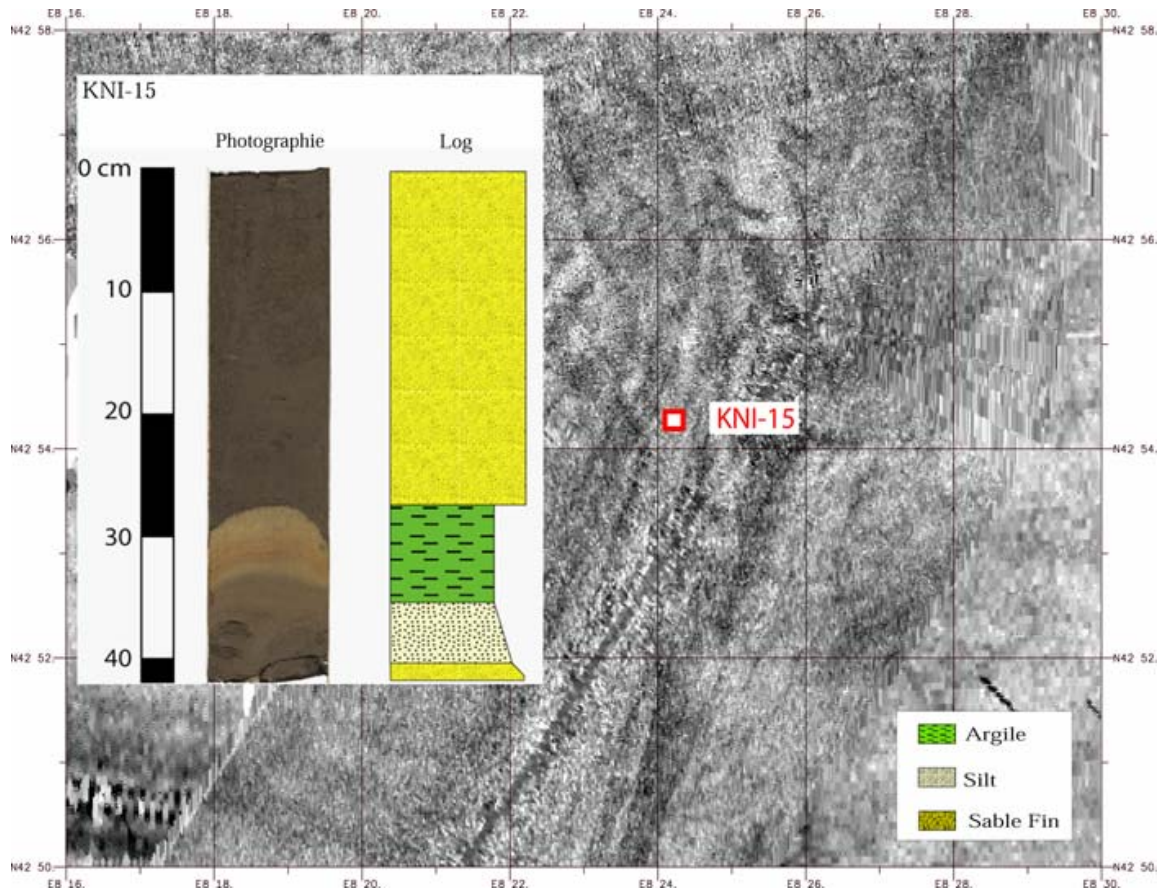 E8 16. E8 18. E8 20. E8 22. E8 24. E8 26. E8 28. E8 30.
N42 58. N42 58.
KNI-15
Photographie Log
0 cm
10
N42 56. N42 56.
20
KNI-15
N42 54. N42 54.
30
40
N42 52. N42 52.
Argile
Silt
Sable Fin
N42 50. N42 50.
E8 16. E8 18. E8 20. E8 22. E8 24. E8 26. E8 28. E8 30.